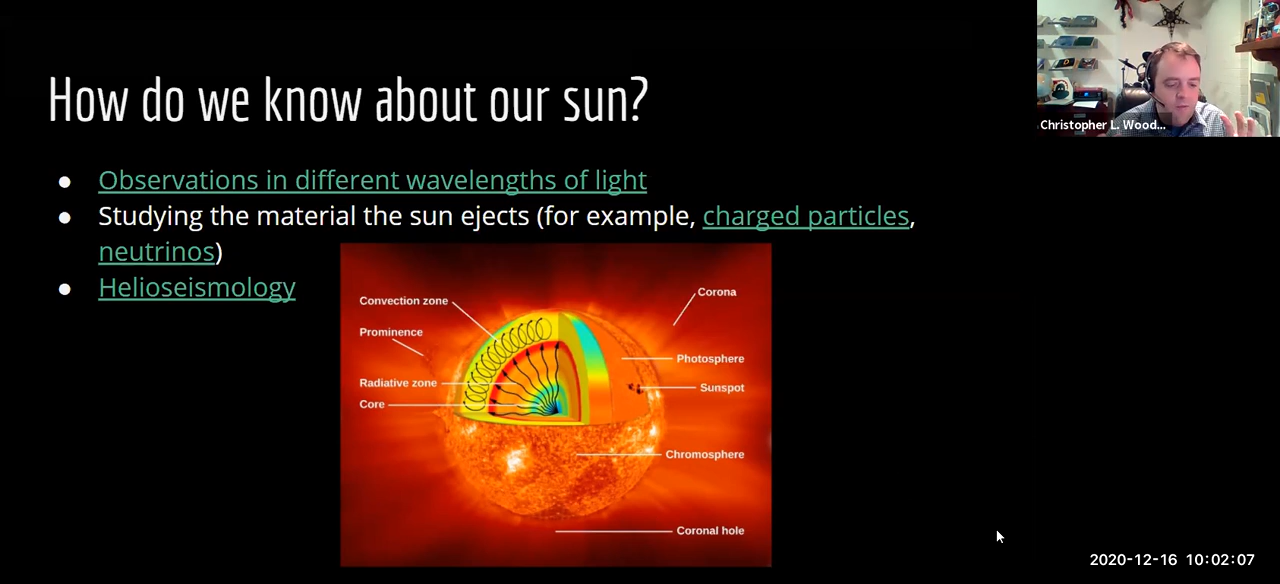 How do we know about our sun?
Christopher L. Wood...
● Observations in different wavelengths of light
● Studying the material the sun ejects (for example, charged particles,
neutrinos)
● Helioseismology
Convection zone
Corona
Prominence
Photosphere
Radiative zone
Sunspot
Core
Chromosphere
Coronal hole
2020-12-16 10:02:07